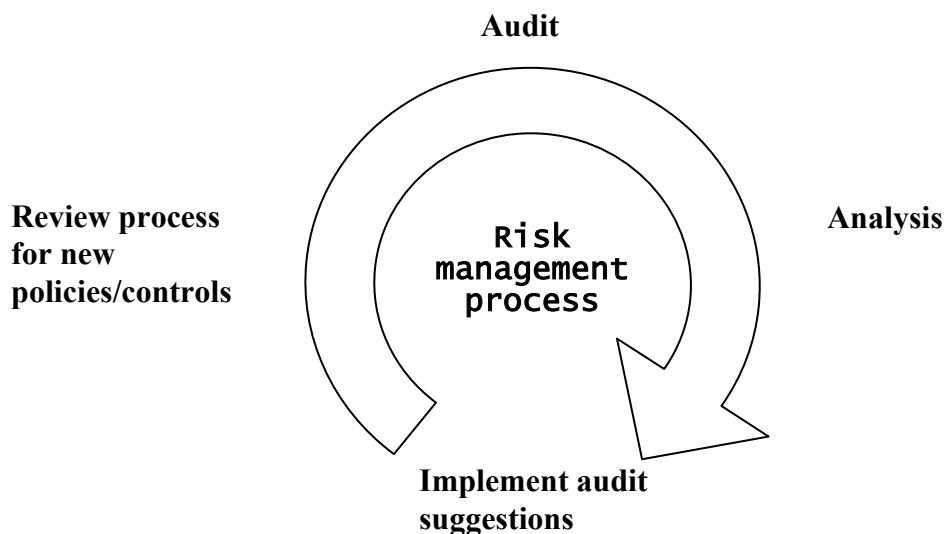 Audit
Review process
for new
policies/controls
Analysis
Risk
management
process
Implement audit
suggestions